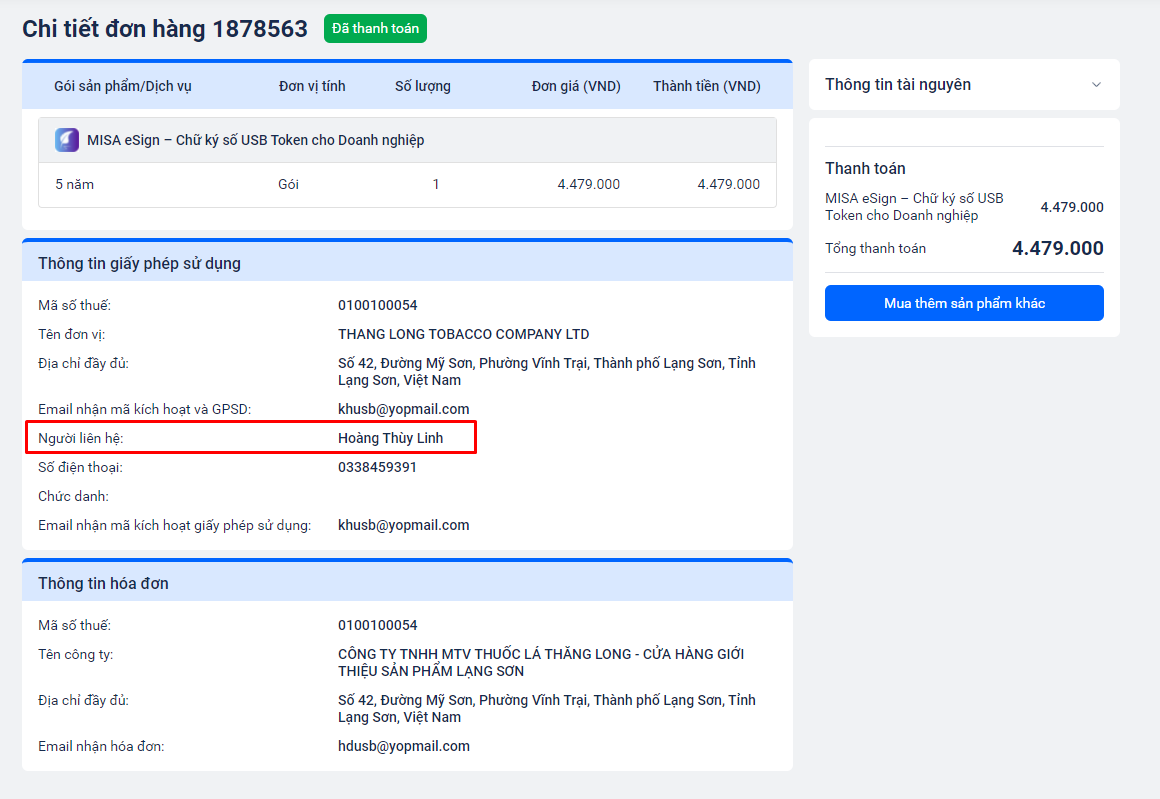 Chi tiết đơn hàng 1878563 Đã thanh toán
Gói sản phẩm/Dịch vụ Đơn vị tính Số lượng Đơn giá (VND) Thành tiền (VND)
MISA eSign – Chữ ký số USB Token cho Doanh nghiệp
5 năm Gói 1 4.479.000 4.479.000
Thông tin giấy phép sử dụng
Mã số thuế: 0100100054
Tên đơn vị: THANG LONG TOBACCO COMPANY LTD
Địa chỉ đầy đủ: Số 42, Đường Mỹ Sơn, Phường Vĩnh Trại, Thành phố Lạng Sơn, Tỉnh
Lạng Sơn, Việt Nam
Email nhận mã kích hoạt và GPSD: khusb@yopmail.com
Người liên hệ: Hoàng Thùy Linh
Số điện thoại: 0338459391
Chức danh:
Email nhận mã kích hoạt giấy phép sử dụng: khusb@yopmail.com
Thông tin hóa đơn
Mã số thuế: 0100100054
Tên công ty: CÔNG TY TNHH MTV THUỐC LÁ THĂNG LONG - CỬA HÀNG GIỚI
THIỆU SẢN PHẨM LẠNG SƠN
Địa chỉ đầy đủ: Số 42, Đường Mỹ Sơn, Phường Vĩnh Trại, Thành phố Lạng Sơn, Tỉnh
Lạng Sơn, Việt Nam
Email nhận hóa đơn: hdusb@yopmail.com
Thông tin tài nguyên
Thanh toán
MISA eSign – Chữ ký số USB
Token cho Doanh nghiệp 4.479.000
Tổng thanh toán 4.479.000
Mua thêm sản phẩm khác